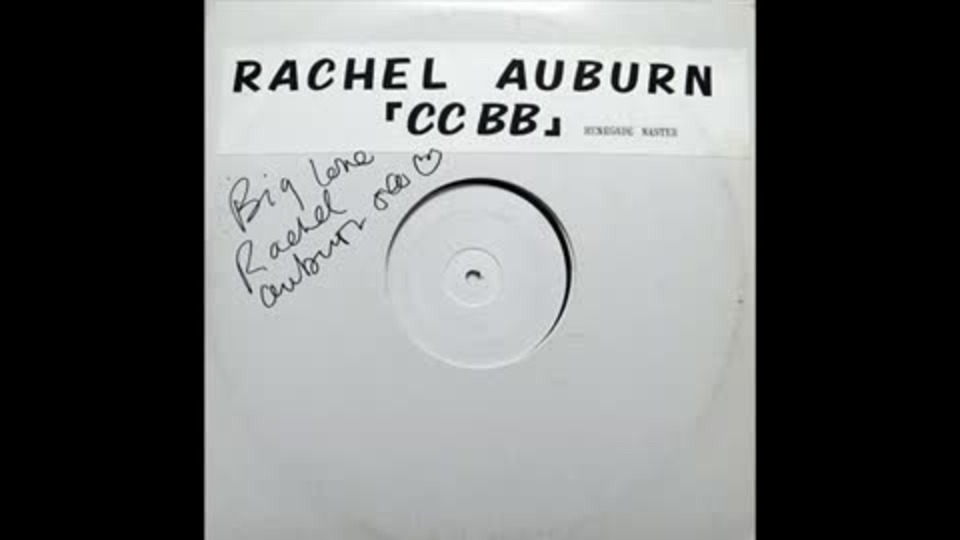 RACHEL AUBURN
「CC BB」 RENEGADE MASTER
Big love
Rachel
auburn xxx ♡